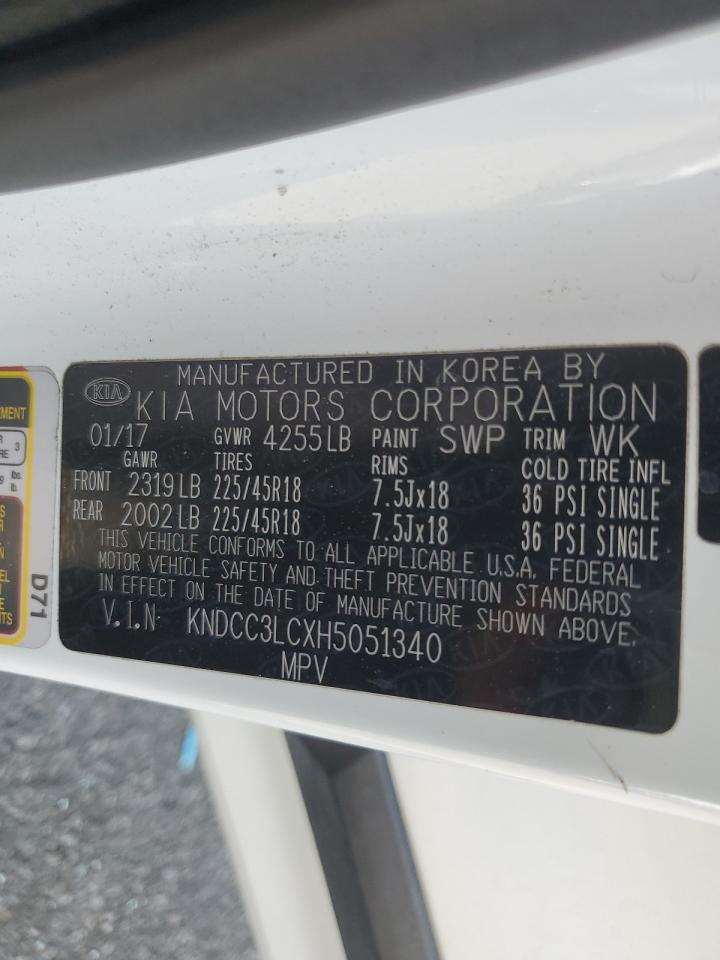 MANUFACTURED IN KOREA BY
KIA KIA MOTORS CORPORATION
01/17 GVWR 4255LB PAINT SWP TRIM WK
GAWR TIRES RIMS COLD TIRE INFL
FRONT 2319LB 225/45R18 7.5Jx18 36 PSI SINGLE
REAR 2002LB 225/45R18 7.5Jx18 36 PSI SINGLE
THIS VEHICLE CONFORMS TO ALL APPLICABLE U.S.A. FEDERAL
MOTOR VEHICLE SAFETY AND THEFT PREVENTION STANDARDS
IN EFFECT ON THE DATE OF MANUFACTURE SHOWN ABOVE.
V.I.N: KNDCC3LCXH5051340
MPV
3
lbs.
lb.
D71